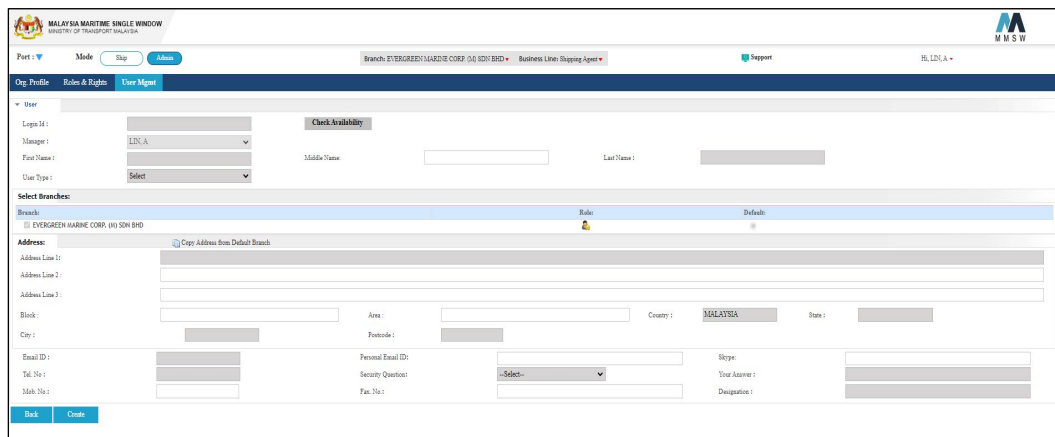 MALAYSIA MARITIME SINGLE WINDOW
MINISTRY OF TRANSPORT MALAYSIA
MMSW
Port : Mode Ship Admin Branch: EVERGREEN MARINE CORP. (M) SDN BHD Business Line: Shipping Agent Support Hi, LIN, A
Org. Profile Roles & Rights User Mgmt
User
Login Id : Check Availability
Manager : LIN, A
First Name : Middle Name: Last Name :
User Type : Select
Select Branches:
Branch: Role: Default:
EVERGREEN MARINE CORP. (M) SDN BHD
Address: Copy Address from Default Branch
Address Line 1:
Address Line 2 :
Address Line 3 :
Block : Area : Country : MALAYSIA State :
City : Postcode :
Email ID : Personal Email ID: Skype:
Tel. No : Security Question: --Select-- Your Answer :
Mob. No.: Fax. No : Designation :
Back Create